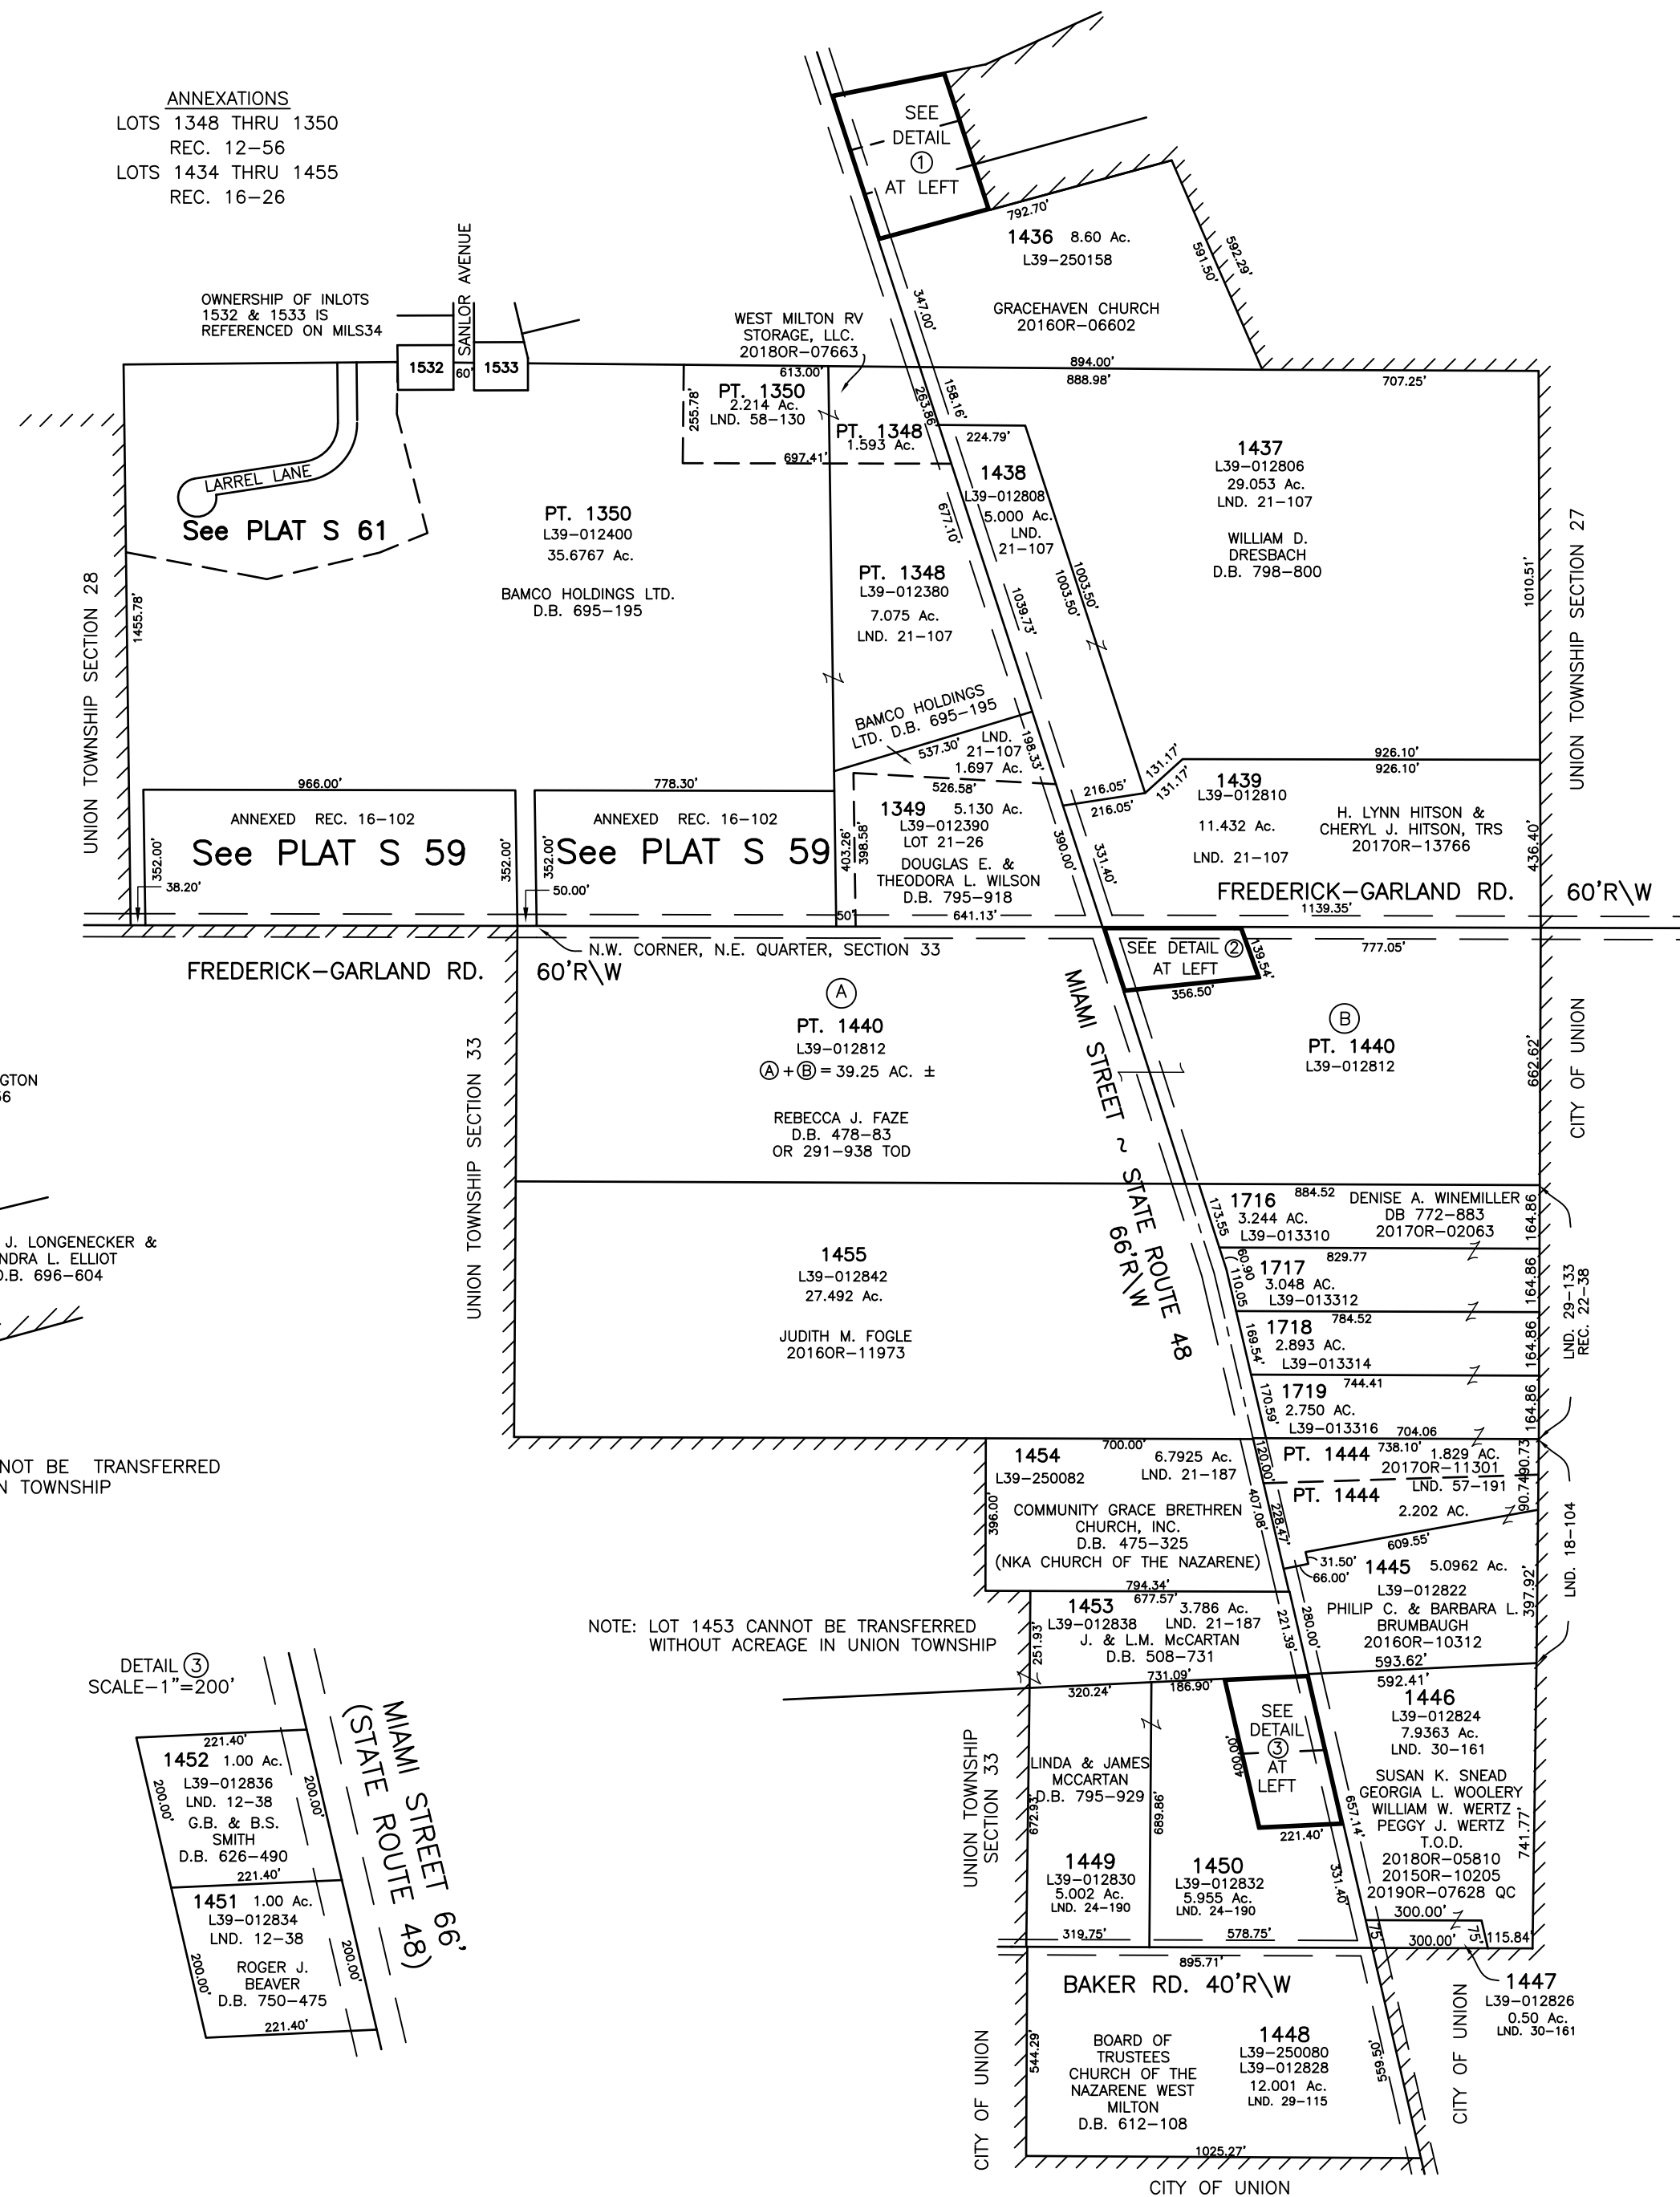 ANNEXATIONS
LOTS 1348 THRU 1350
REC. 12-56
LOTS 1434 THRU 1455
REC. 16-26
SEE
DETAIL
1
AT LEFT
792.70'
1436 8.60 Ac.
L39-250158
GRACEHAVEN CHURCH
2016OR-06602
591.50'
592.29'
347.00'
894.00'
888.98'
707.25'
OWNERSHIP OF INLOTS
1532 & 1533 IS
REFERENCED ON MILS34
SANLOR AVENUE
1532
60'
1533
WEST MILTON RV
STORAGE, LLC.
2018OR-07663
613.00'
PT. 1350
2.214 Ac.
LND. 58-130
255.78'
697.41'
PT. 1348
1.593 Ac.
263.86'
158.16'
224.79'
LARREL LANE
See PLAT S 61
PT. 1350
L39-012400
35.6767 Ac.
BAMCO HOLDINGS LTD.
D.B. 695-195
1438
L39-012808
5.000 Ac.
LND.
21-107
677.10'
1039.73'
1003.50'
1003.50'
1437
L39-012806
29.053 Ac.
LND. 21-107
WILLIAM D.
DRESBACH
D.B. 798-800
1010.51'
UNION TOWNSHIP SECTION 27
UNION TOWNSHIP SECTION 28
1455.78'
PT. 1348
L39-012380
7.075 Ac.
LND. 21-107
BAMCO HOLDINGS
LTD. D.B. 695-195
537.30'
LND.
21-107
1.697 Ac.
198.33'
526.58'
966.00'
ANNEXED REC. 16-102
See PLAT S 59
352.00'
352.00'
38.20'
778.30'
ANNEXED REC. 16-102
See PLAT S 59
352.00'
50.00'
403.26'
398.58'
50'
1349 5.130 Ac.
L39-012390
LOT 21-26
DOUGLAS E. &
THEODORA L. WILSON
D.B. 795-918
641.13'
390.00'
331.40'
216.05'
216.05'
131.17'
131.17'
926.10'
926.10'
1439
L39-012810
11.432 Ac.
LND. 21-107
H. LYNN HITSON &
CHERYL J. HITSON, TRS
2017OR-13766
436.40'
FREDERICK-GARLAND RD. 60'R/W
1139.35'
N.W. CORNER, N.E. QUARTER, SECTION 33
FREDERICK-GARLAND RD. 60'R\W
SEE DETAIL 2
AT LEFT
139.54'
356.50'
777.05'
A
PT. 1440
L39-012812
A + B = 39.25 AC. ±
REBECCA J. FAZE
D.B. 478-83
OR 291-938 TOD
B
PT. 1440
L39-012812
662.62'
CITY OF UNION
UNION TOWNSHIP SECTION 33
MIAMI STREET ~ STATE ROUTE 48
66'R\W
1455
L39-012842
27.492 Ac.
JUDITH M. FOGLE
2016OR-11973
173.55
1716
3.244 AC.
L39-013310
884.52
DENISE A. WINEMILLER
DB 772-883
2017OR-02063
164.86
829.77
60.90
110.05
1717
3.048 AC.
L39-013312
164.86
784.52
169.54'
1718
2.893 AC.
L39-013314
164.86
744.41
170.59'
1719
2.750 AC.
L39-013316
164.86
704.06
LND. 29-133
REC. 22-38
GTON
J. LONGENECKER &
NDRA L. ELLIOT
.B. 696-604
NOT BE TRANSFERRED
N TOWNSHIP
700.00'
1454 6.7925 Ac.
L39-250082 LND. 21-187
COMMUNITY GRACE BRETHREN
CHURCH, INC.
D.B. 475-325
(NKA CHURCH OF THE NAZARENE)
396.00'
794.34'
120.00'
407.08'
228.47'
PT. 1444
738.10'
1.829 AC.
2017OR-11301
90.73
LND. 57-191
PT. 1444
2.202 AC.
90.74
609.55'
31.50'
66.00'
1445 5.0962 Ac.
L39-012822
PHILIP C. & BARBARA L.
BRUMBAUGH
2016OR-10312
397.92'
LND. 18-104
280.00'
593.62'
592.41'
677.57'
1453 3.786 Ac.
L39-012838 LND. 21-187
J. & L.M. McCARTAN
D.B. 508-731
251.93'
221.39'
731.09'
NOTE: LOT 1453 CANNOT BE TRANSFERRED
WITHOUT ACREAGE IN UNION TOWNSHIP
320.24'
186.90'
LINDA & JAMES
MCCARTAN
D.B. 795-929
672.93'
689.86'
UNION TOWNSHIP
SECTION 33
1449
L39-012830
5.002 Ac.
LND. 24-190
319.75'
1450
L39-012832
5.955 Ac.
LND. 24-190
578.75'
SEE
DETAIL
3
AT
LEFT
400.00'
221.40'
657.14'
331.40'
1446
L39-012824
7.9363 Ac.
LND. 30-161
SUSAN K. SNEAD
GEORGIA L. WOOLERY
WILLIAM W. WERTZ
PEGGY J. WERTZ
T.O.D.
2018OR-05810
2015OR-10205
2019OR-07628 QC
741.77'
300.00'
75'
300.00'
75'
115.84'
1447
L39-012826
0.50 Ac.
LND. 30-161
895.71'
BAKER RD. 40'R\W
BOARD OF
TRUSTEES
CHURCH OF THE
NAZARENE WEST
MILTON
D.B. 612-108
1448
L39-250080
L39-012828
12.001 Ac.
LND. 29-115
544.29'
559.50'
1025.27'
CITY OF UNION
CITY OF UNION
CITY OF UNION
DETAIL 3
SCALE-1"=200'
MIAMI STREET 66'
(STATE ROUTE 48)
221.40'
1452 1.00 Ac.
L39-012836
LND. 12-38
G.B. & B.S.
SMITH
D.B. 626-490
200.00'
200.00'
221.40'
1451 1.00 Ac.
L39-012834
LND. 12-38
ROGER J.
BEAVER
D.B. 750-475
200.00'
200.00'
221.40'